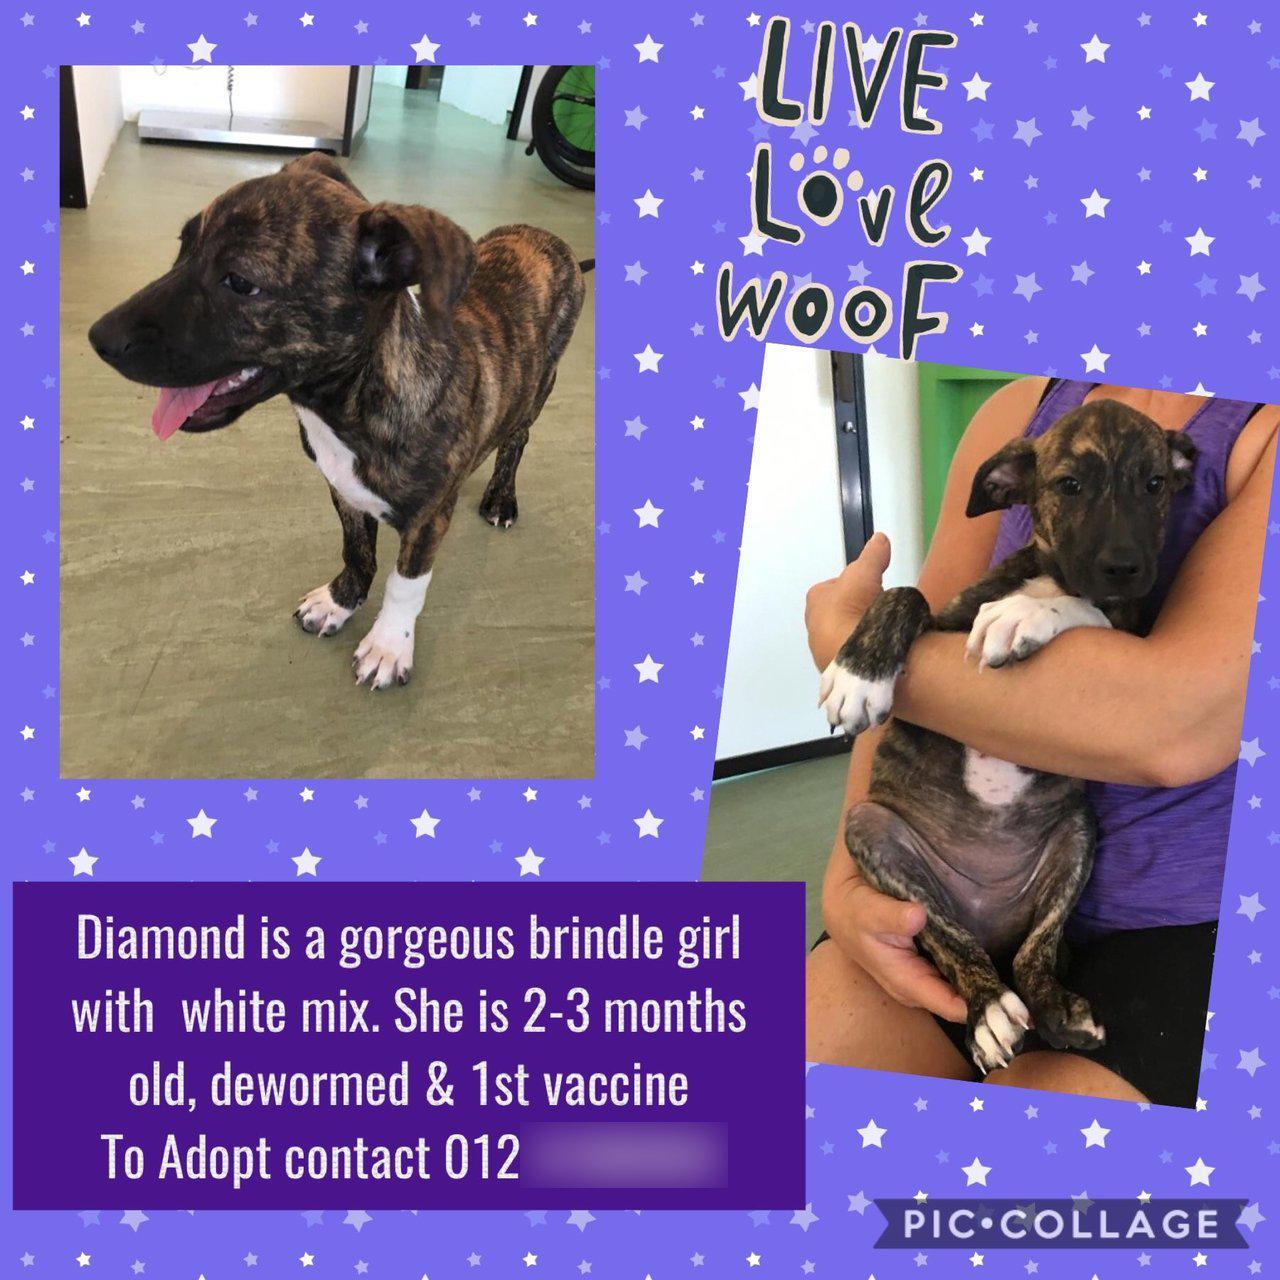 LIVE
Love
WOOF
Diamond is a gorgeous brindle girl
with white mix. She is 2-3 months
old, dewormed & 1st vaccine
To Adopt contact 012
PIC•COLLAGE